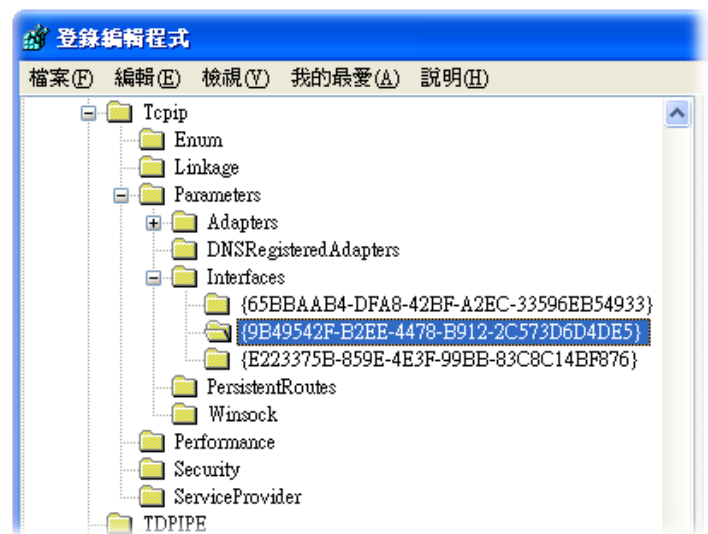 登錄編輯程式
檔案(F) 編輯(E) 檢視(V) 我的最愛(A) 說明(H)
Tcpip
Enum
Linkage
Parameters
Adapters
DNSRegisteredAdapters
Interfaces
{65BBAAB4-DFA8-42BF-A2EC-33596EB54933}
{9B49542F-B2EE-4478-B912-2C573D6D4DE5}
{E223375B-859E-4E3F-99BB-83C8C14BF876}
PersistentRoutes
Winsock
Performance
Security
ServiceProvider
TDPIPE